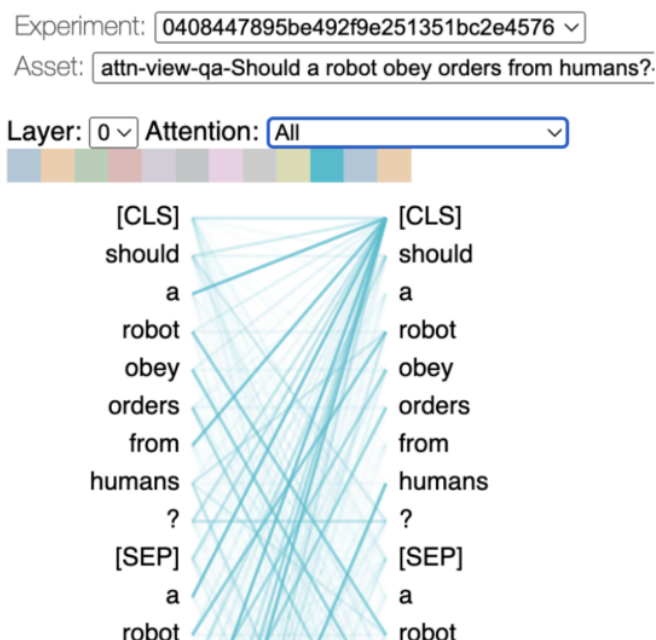 Experiment: 0408447895be492f9e251351bc2e4576
Asset: attn-view-qa-Should a robot obey orders from humans?-
Layer: 0 Attention: All
[CLS] [CLS]
should should
a a
robot robot
obey obey
orders orders
from from
humans humans
? ?
[SEP] [SEP]
a a
robot robot